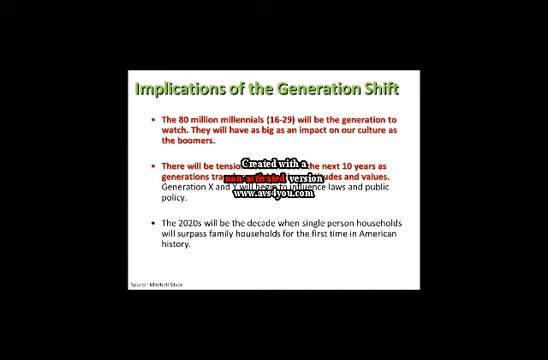 Implications of the Generation Shift
• The 80 million millennials (16-29) will be the generation to
watch. They will have as big as an impact on our culture as
the boomers.
• There will be tensio the next 10 years as
generations tra itudes and values.
Generation X and Y will begin to influence laws and public
policy.
• The 2020s will be the decade when single person households
will surpass family households for the first time in American
history.
Created with a
non-activated version
www.avs4you.com
Source: Mitchell Silver